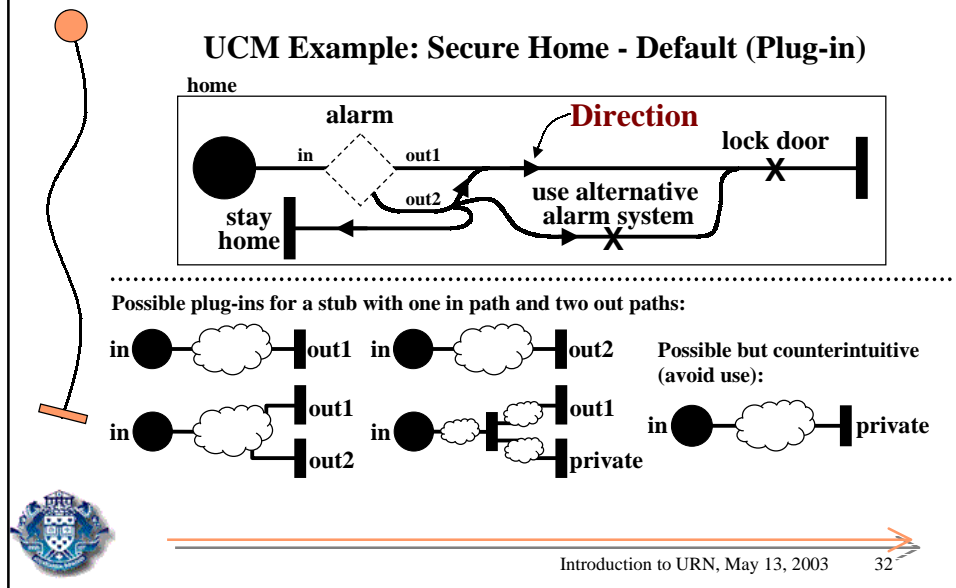 UCM Example: Secure Home - Default (Plug-in)
home
alarm
Direction
lock door
in
out1
out2
use alternative
alarm system
stay
home
X
X
Possible plug-ins for a stub with one in path and two out paths:
in
out1
in
out2
Possible but counterintuitive
(avoid use):
in
out1
out2
in
out1
private
in
private
Introduction to URN, May 13, 2003
32